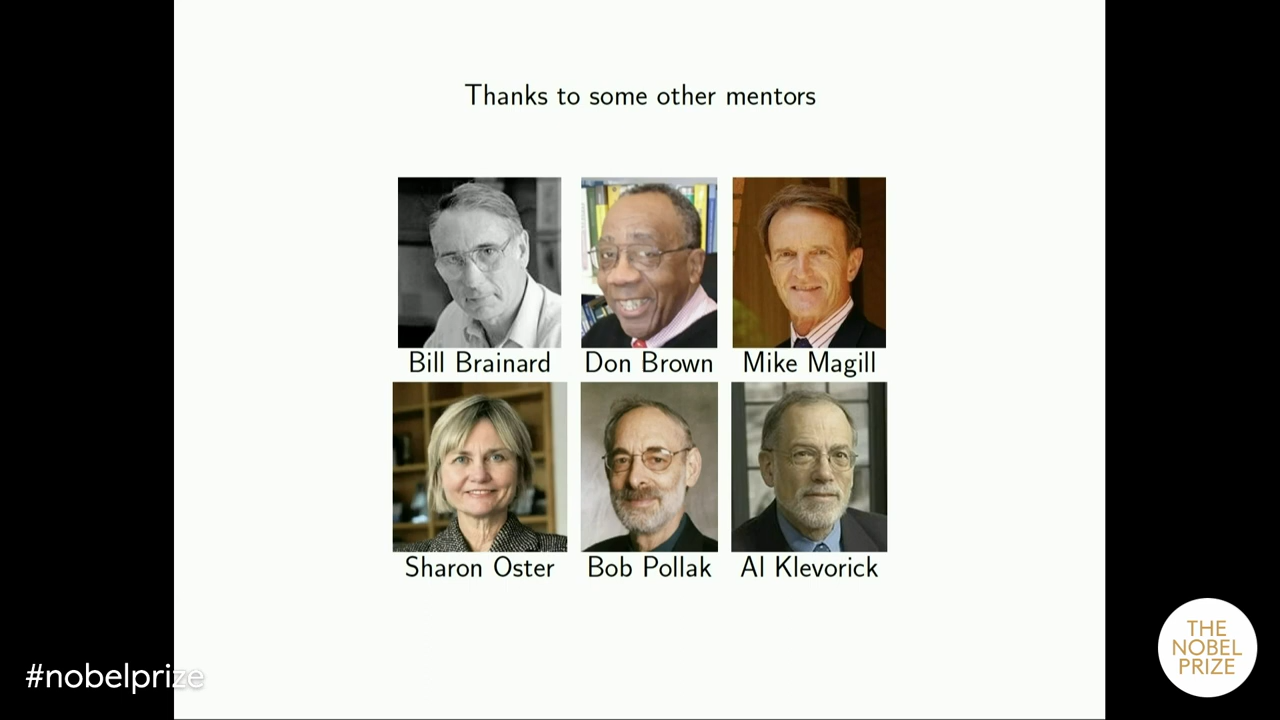 Thanks to some other mentors
Bill Brainard Don Brown Mike Magill
Sharon Oster Bob Pollak Al Klevorick
#nobelprize
THE
NOBEL
PRIZE